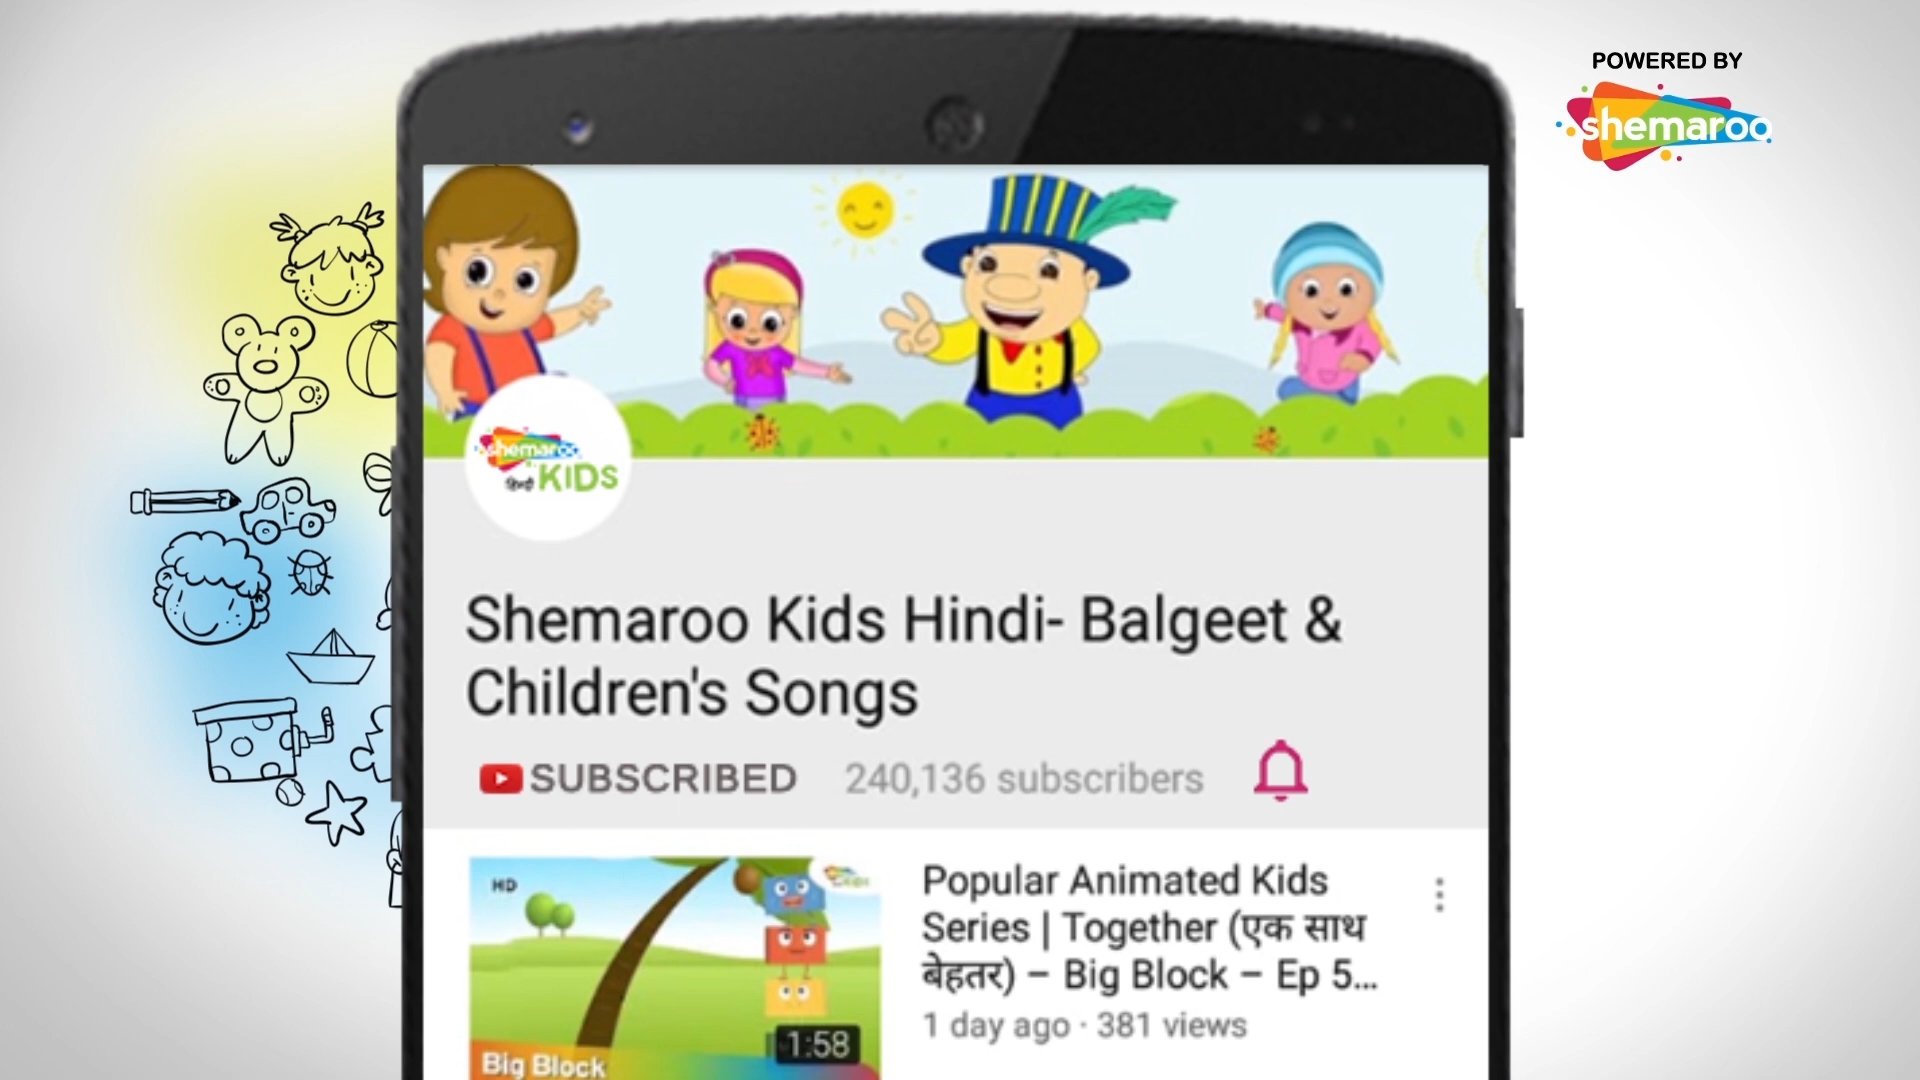 POWERED BY
shemaroo
shemaroo
हिन्दी KIDS
Shemaroo Kids Hindi- Balgeet &
Children's Songs
SUBSCRIBED 240,136 subscribers
HD
Popular Animated Kids
Series | Together (एक साथ
बेहतर) – Big Block – Ep 5...
1 day ago · 381 views
1:58
Big Block